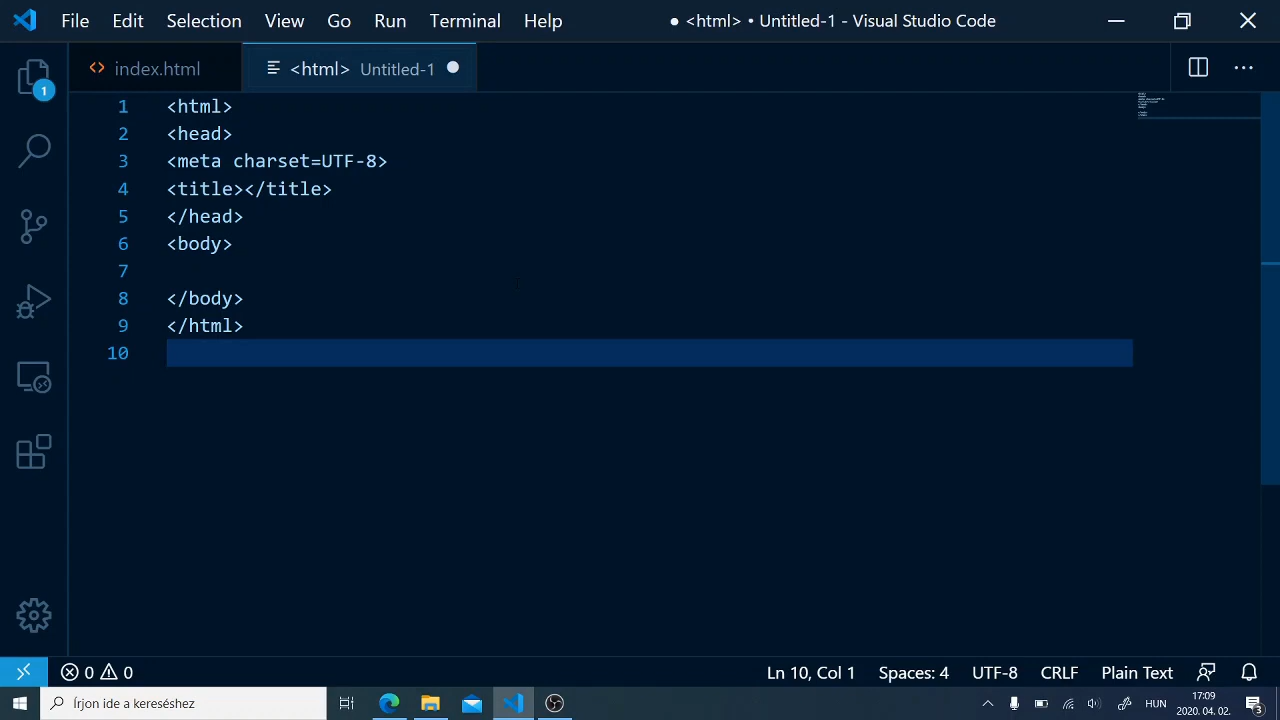 File Edit Selection View Go Run Terminal Help ● <html> • Untitled-1 - Visual Studio Code
index.html <html> Untitled-1
1
1 <html>
2 <head>
3 <meta charset=UTF-8>
4 <title></title>
5 </head>
6 <body>
7
8 </body>
9 </html>
10
0 0 Ln 10, Col 1 Spaces: 4 UTF-8 CRLF Plain Text
Írjon ide a kereséshez HUN 17:09
2020. 04. 02. 3